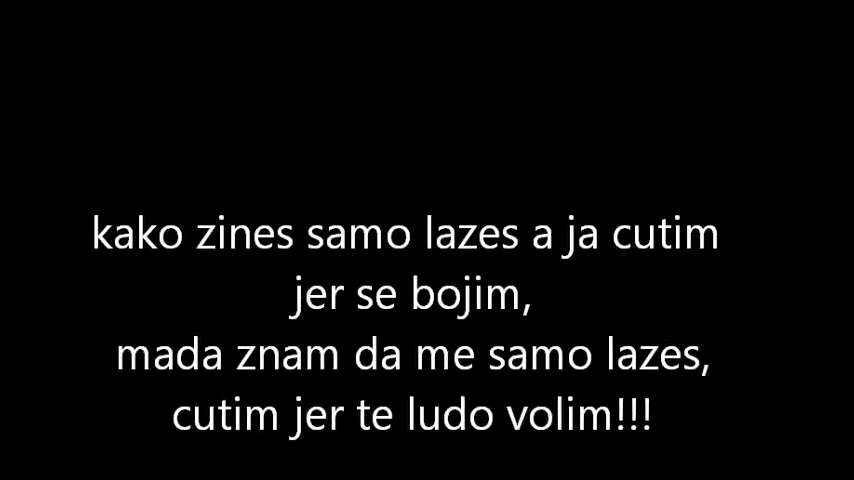 kako zines samo lazes a ja cutim
jer se bojim,
mada znam da me samo lazes,
cutim jer te ludo volim!!!